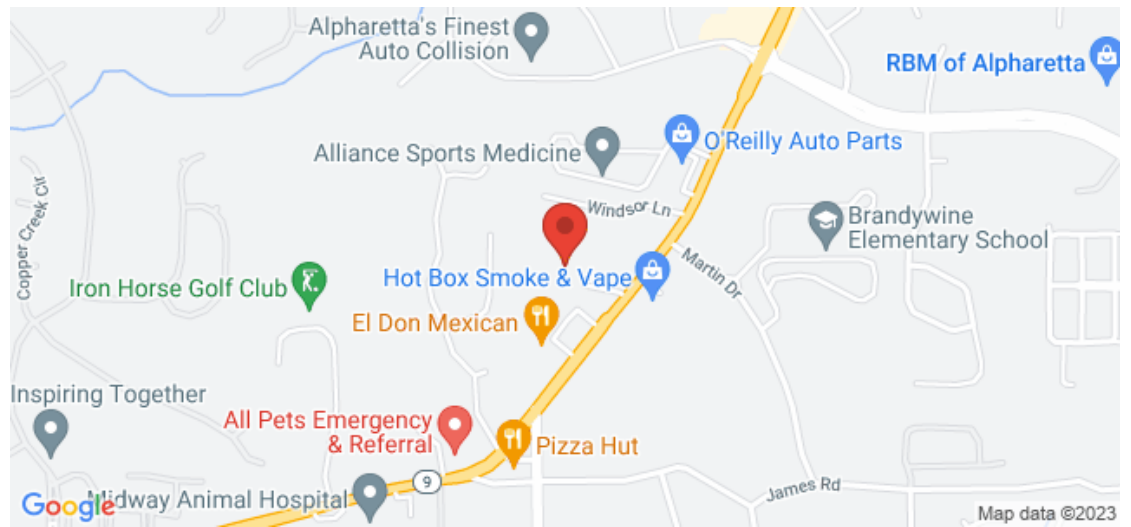 Alpharetta's Finest
Auto Collision
RBM of Alpharetta
O'Reilly Auto Parts
Alliance Sports Medicine
Windsor Ln
Brandywine
Elementary School
Copper Creek Cir
Martin Dr
Hot Box Smoke & Vape
Iron Horse Golf Club
El Don Mexican
Inspiring Together
All Pets Emergency
& Referral
Pizza Hut
9
James Rd
Midway Animal Hospital
Google
Map data ©2023